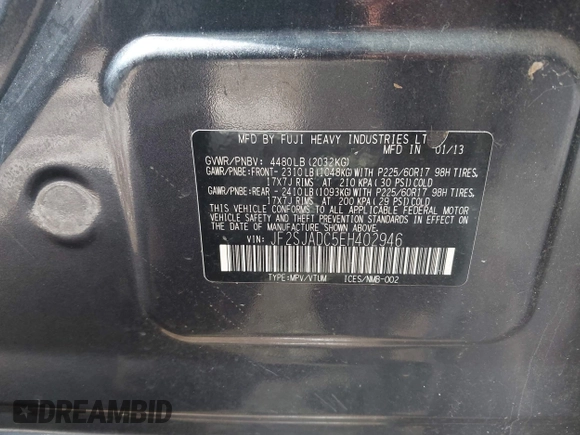 MFD BY FUJI HEAVY INDUSTRIES LT
MFD IN 01/13
GVWR/PNBV: 4480LB(2032KG)
GAWR/PNBE:FRONT- 2310LB(1048KG)WITH P225/60R17 98H TIRES,
17X7J RIMS AT 210 KPA(30 PSI)COLD
GAWR/PNBE:REAR -2410LB(1093KG)WITH P225/60R17 98H TIRES,
17X7J RIMS AT 200 KPA(29 PSI)COLD
THIS VEHICLE CONFORMS TO ALL APPLICABLE FEDERAL MOTOR
VEHICLE SAFETY AND THEFT PREVENTION STANDARDS IN EFFECT ON
THE DATE OF MANUFACTURE SHOWN ABOVE.
VIN: JF2SJADC5EH402946
TYPE:MPV/VTUM ICES/NMB-002
DREAMBID